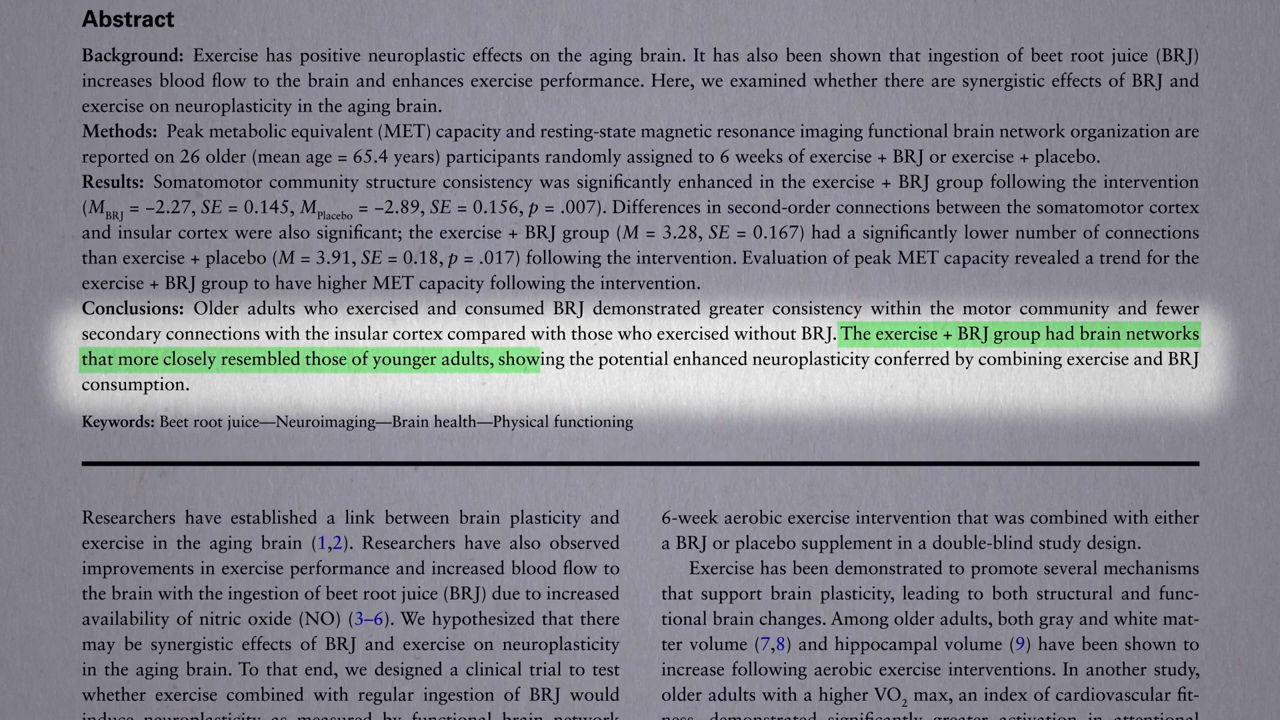 Abstract
Background: Exercise has positive neuroplastic effects on the aging brain. It has also been shown that ingestion of beet root juice (BRJ)
increases blood flow to the brain and enhances exercise performance. Here, we examined whether there are synergistic effects of BRJ and
exercise on neuroplasticity in the aging brain.
Methods: Peak metabolic equivalent (MET) capacity and resting-state magnetic resonance imaging functional brain network organization are
reported on 26 older (mean age = 65.4 years) participants randomly assigned to 6 weeks of exercise + BRJ or exercise + placebo.
Results: Somatomotor community structure consistency was significantly enhanced in the exercise + BRJ group following the intervention
(MBRJ = −2.27, SE = 0.145, MPlacebo = −2.89, SE = 0.156, p = .007). Differences in second-order connections between the somatomotor cortex
and insular cortex were also significant; the exercise + BRJ group (M = 3.28, SE = 0.167) had a significantly lower number of connections
than exercise + placebo (M = 3.91, SE = 0.18, p = .017) following the intervention. Evaluation of peak MET capacity revealed a trend for the
exercise + BRJ group to have higher MET capacity following the intervention.
Conclusions: Older adults who exercised and consumed BRJ demonstrated greater consistency within the motor community and fewer
secondary connections with the insular cortex compared with those who exercised without BRJ. The exercise + BRJ group had brain networks
that more closely resembled those of younger adults, showing the potential enhanced neuroplasticity conferred by combining exercise and BRJ
consumption.
Keywords: Beet root juice—Neuroimaging—Brain health—Physical functioning
Researchers have established a link between brain plasticity and
exercise in the aging brain (1,2). Researchers have also observed
improvements in exercise performance and increased blood flow to
the brain with the ingestion of beet root juice (BRJ) due to increased
availability of nitric oxide (NO) (3–6). We hypothesized that there
may be synergistic effects of BRJ and exercise on neuroplasticity
in the aging brain. To that end, we designed a clinical trial to test
whether exercise combined with regular ingestion of BRJ would
induce neuroplasticity as measured by functional brain network
6-week aerobic exercise intervention that was combined with either
a BRJ or placebo supplement in a double-blind study design.
Exercise has been demonstrated to promote several mechanisms
that support brain plasticity, leading to both structural and func-
tional brain changes. Among older adults, both gray and white mat-
ter volume (7,8) and hippocampal volume (9) have been shown to
increase following aerobic exercise interventions. In another study,
older adults with a higher VO2 max, an index of cardiovascular fit-
ness, demonstrated significantly greater activation in attentional